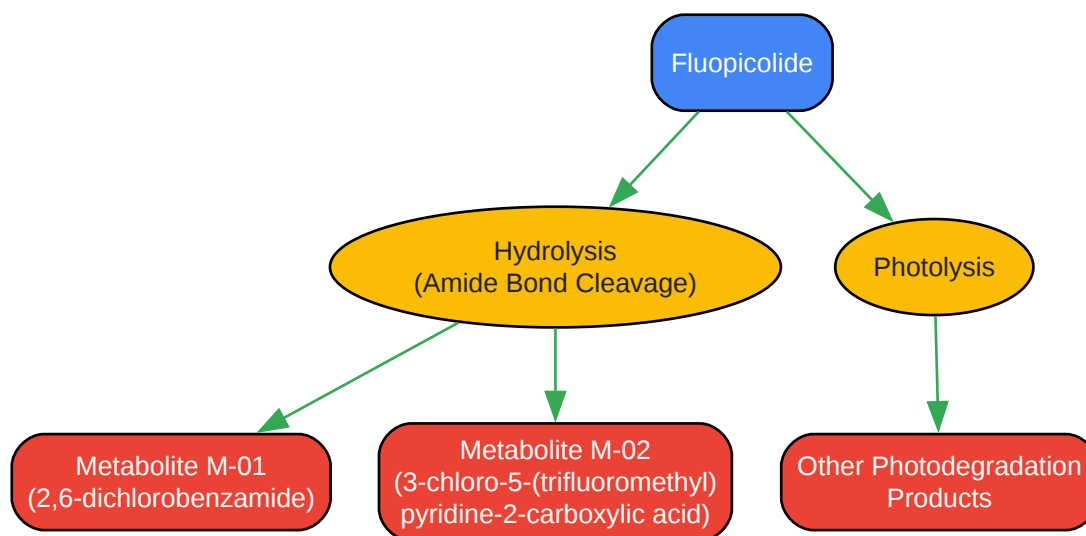 Fluopicolide
Hydrolysis
(Amide Bond Cleavage)
Photolysis
Metabolite M-01
(2,6-dichlorobenzamide)
Metabolite M-02
(3-chloro-5-(trifluoromethyl)
pyridine-2-carboxylic acid)
Other Photodegradation
Products